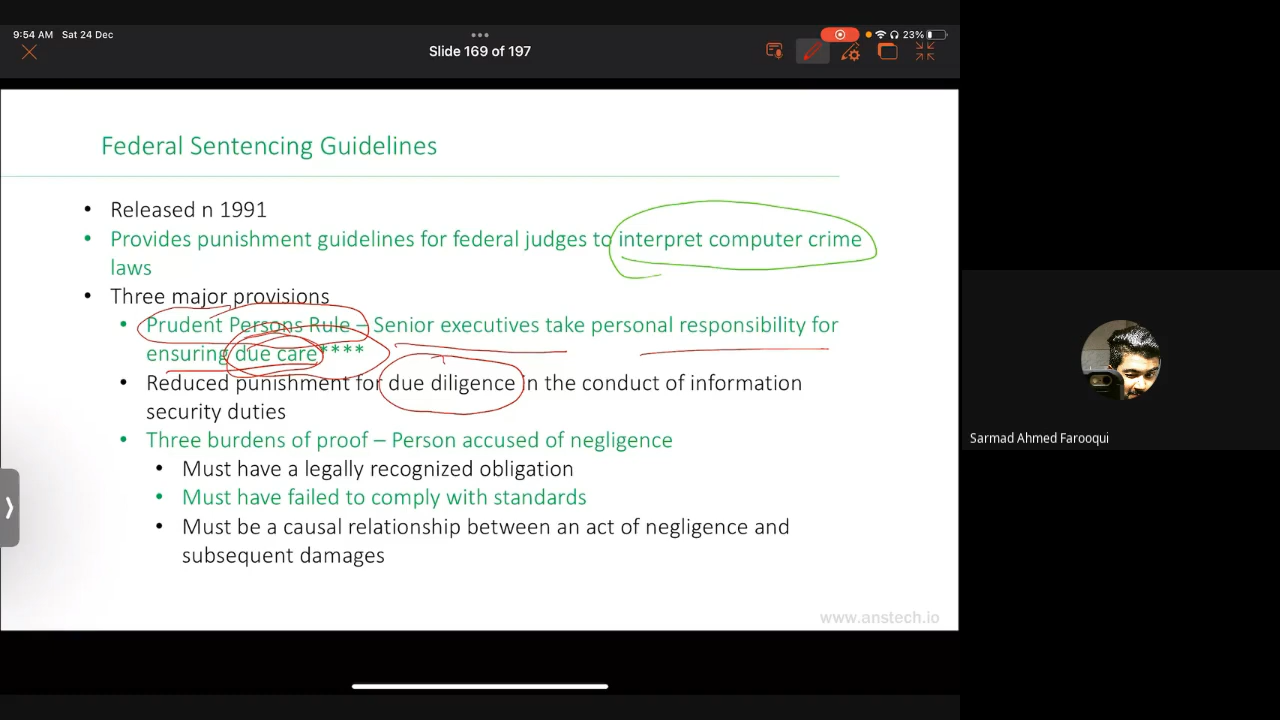 9:54 AM Sat 24 Dec
23%
Slide 169 of 197
Federal Sentencing Guidelines
• Released n 1991
• Provides punishment guidelines for federal judges to interpret computer crime
laws
• Three major provisions
• Prudent Persons Rule – Senior executives take personal responsibility for
ensuring due care****
• Reduced punishment for due diligence in the conduct of information
security duties
• Three burdens of proof – Person accused of negligence
• Must have a legally recognized obligation
• Must have failed to comply with standards
• Must be a causal relationship between an act of negligence and
subsequent damages
www.anstech.io
Sarmad Ahmed Farooqui